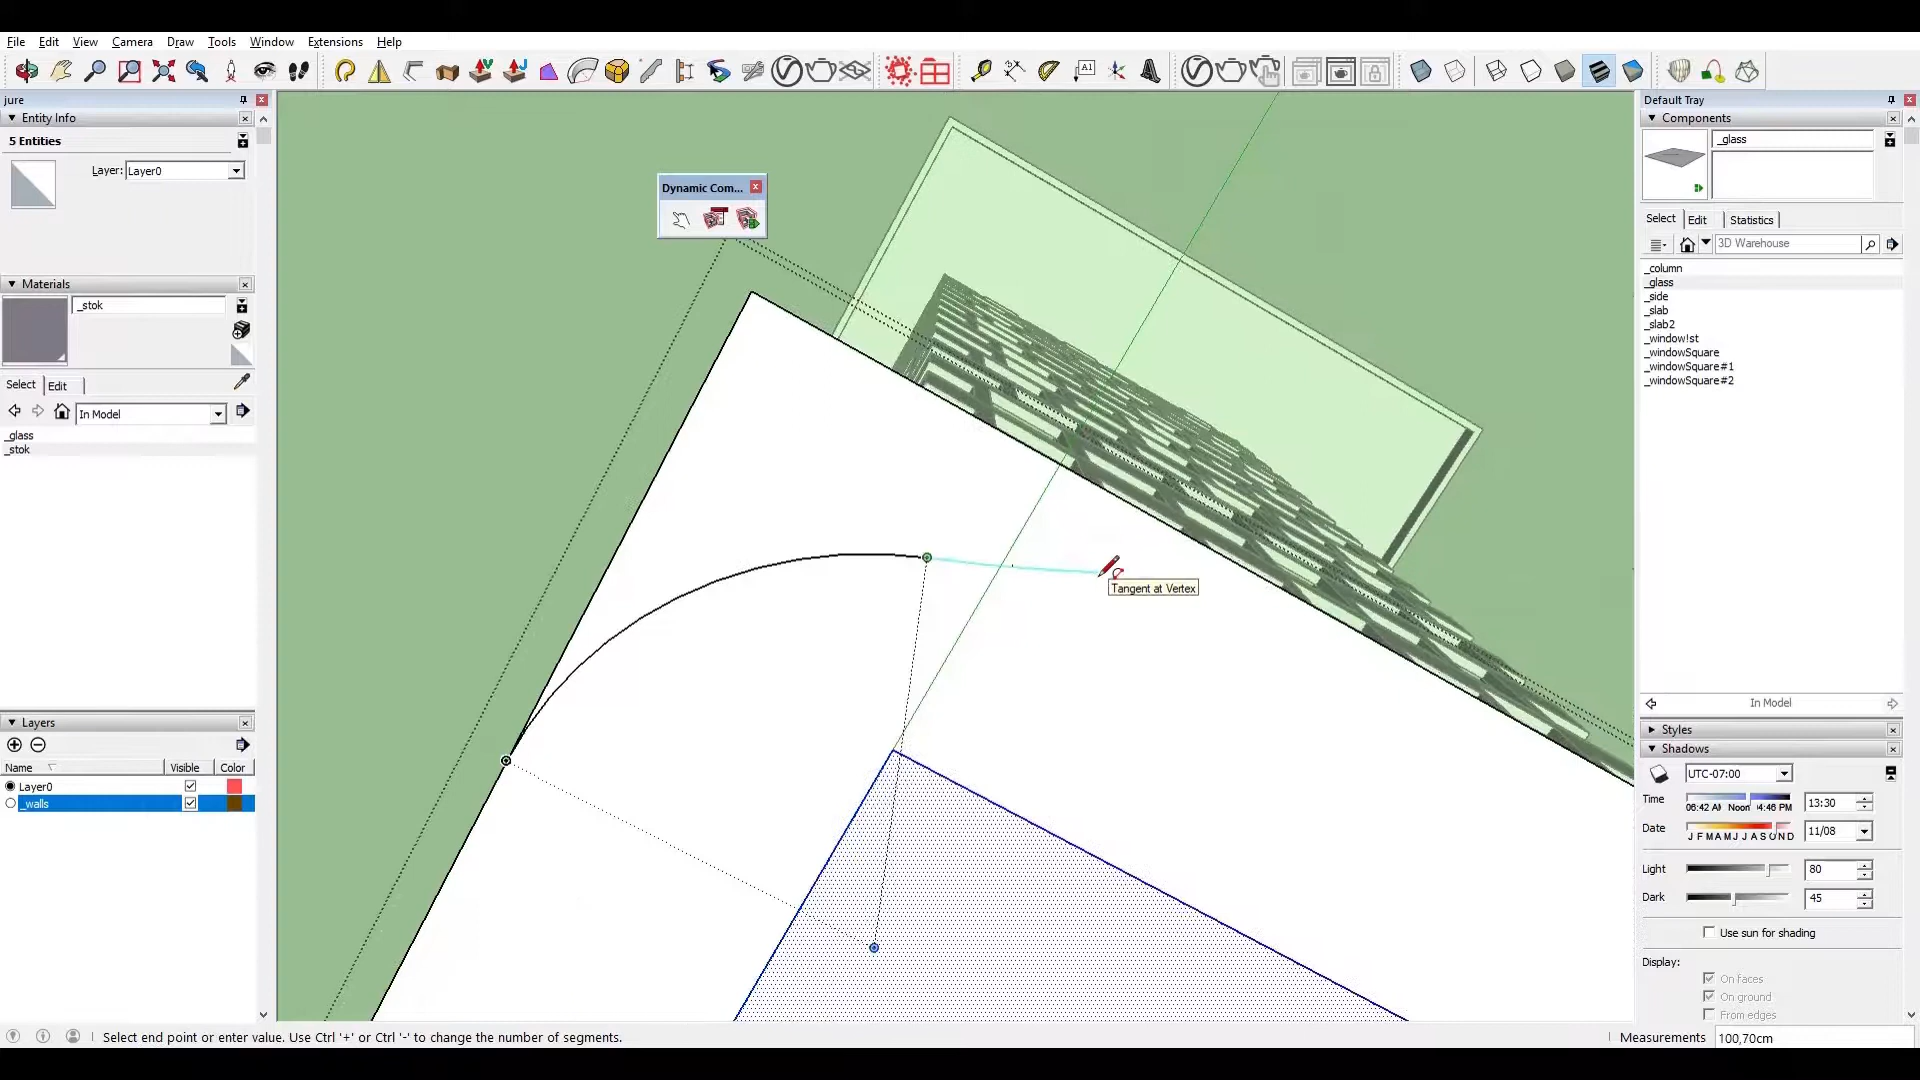 File Edit View Camera Draw Tools Window Extensions Help
A1
jure
Entity Info
5 Entities
Layer: Layer0
Materials
_stok
Select Edit
In Model
_glass
_stok
Layers
Name Visible Color
Layer0
_walls
Dynamic Com...
Tangent at Vertex
Default Tray
Components
_glass
Select Edit Statistics
3D Warehouse
_column
_glass
_side
_slab
_slab2
_window!st
_windowSquare
_windowSquare#1
_windowSquare#2
In Model
Styles
Shadows
UTC-07:00
Time 06:42 AM Noon 04:46 PM 13:30
Date J F M A M J J A S O N D 11/08
Light 80
Dark 45
Use sun for shading
Display:
On faces
On ground
From edges
Select end point or enter value. Use Ctrl '+' or Ctrl '-' to change the number of segments.
Measurements 100,70cm